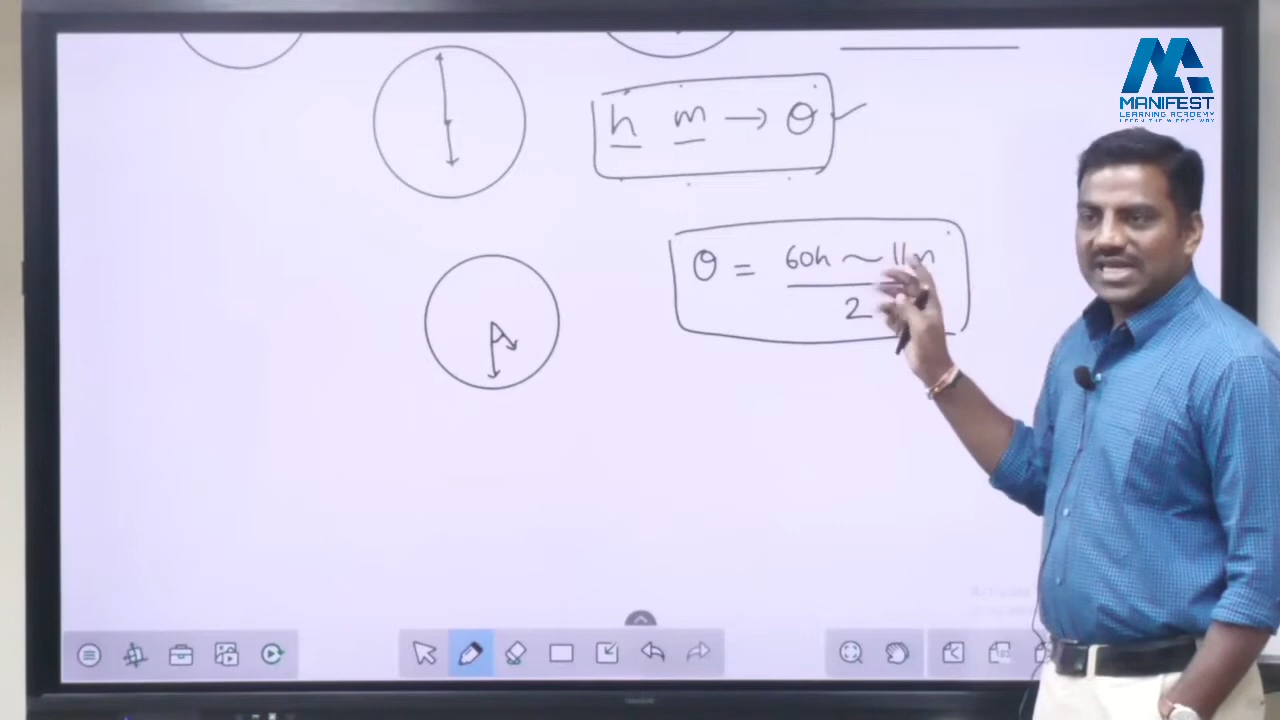 MANIFEST
LEARNING ACADEMY
h m → θ
θ = 60h ~ 11m
2